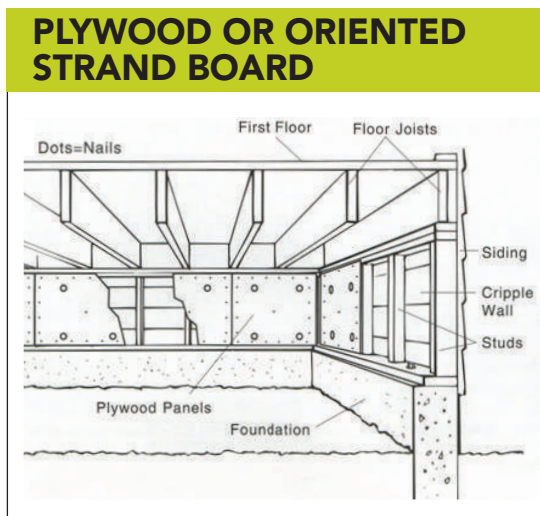 PLYWOOD OR ORIENTED
STRAND BOARD
First Floor
Floor Joists
Dots=Nails
Siding
Cripple
Wall
Studs
Plywood Panels
Foundation